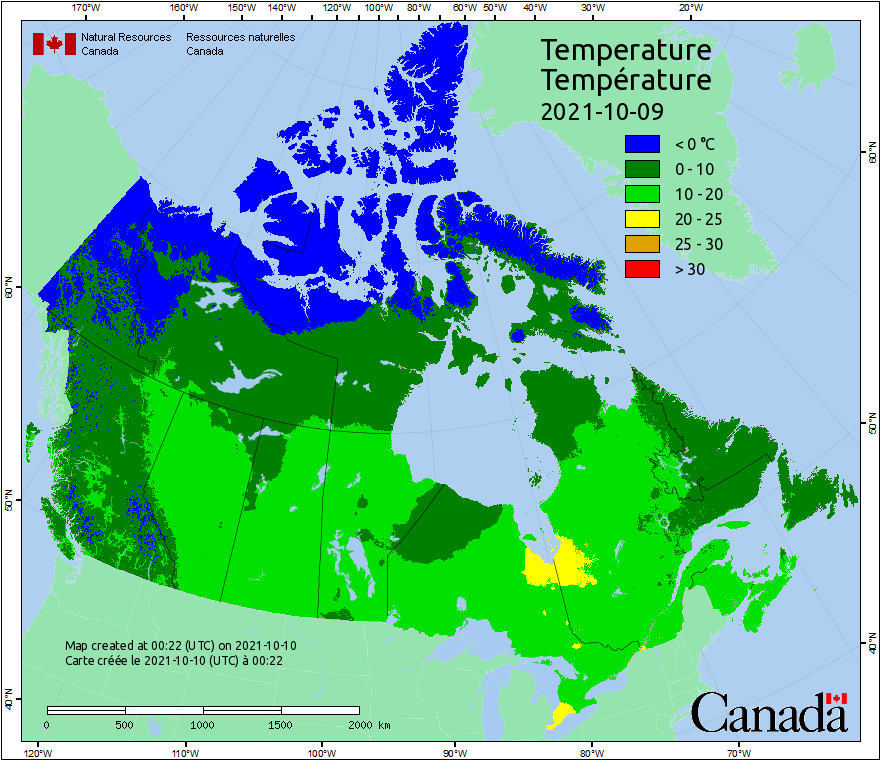 170°W 160°W 150°W 140°W 130°W 120°W 110°W 100°W 90°W 80°W 70°W 60°W 50°W 40°W 30°W 20°W
Natural Resources Canada
Ressources naturelles Canada
Temperature
Température
2021-10-09
< 0 °C
0 - 10
10 - 20
20 - 25
25 - 30
> 30
60°N
60°N
50°N
50°N
40°N
40°N
Map created at 00:22 (UTC) on 2021-10-10
Carte créée le 2021-10-10 (UTC) à 00:22
0 500 1000 1500 2000 km
Canada
120°W 110°W 100°W 90°W 80°W 70°W